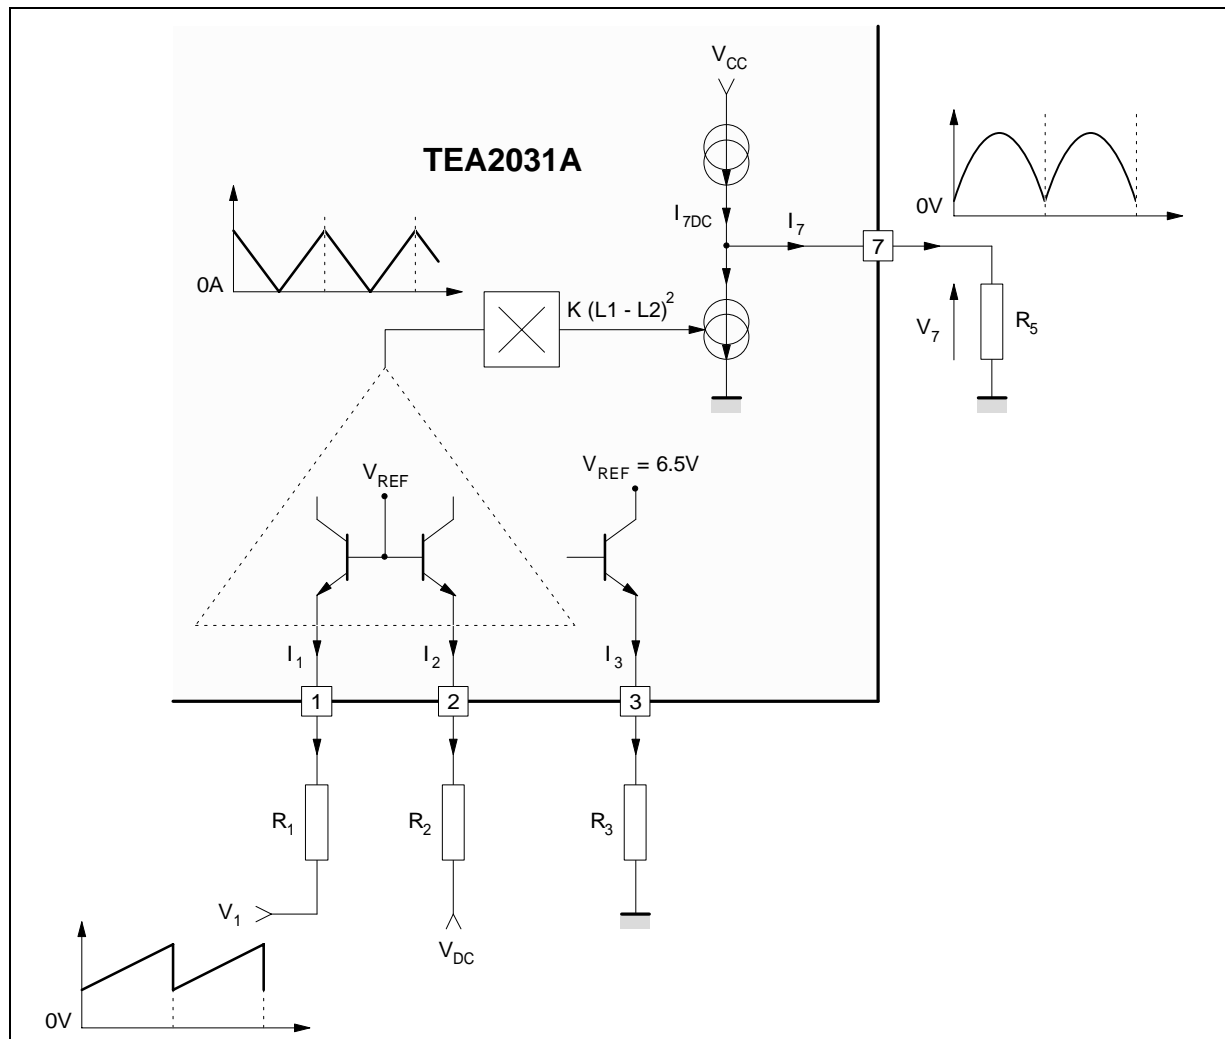 V_CC
TEA2031A
I_7DC
I_7
7
0V
0A
K (L1 - L2)^2
V_7
R_5
V_REF
V_REF = 6.5V
I_1
I_2
I_3
1
2
3
R_1
R_2
R_3
V_1
V_DC
0V